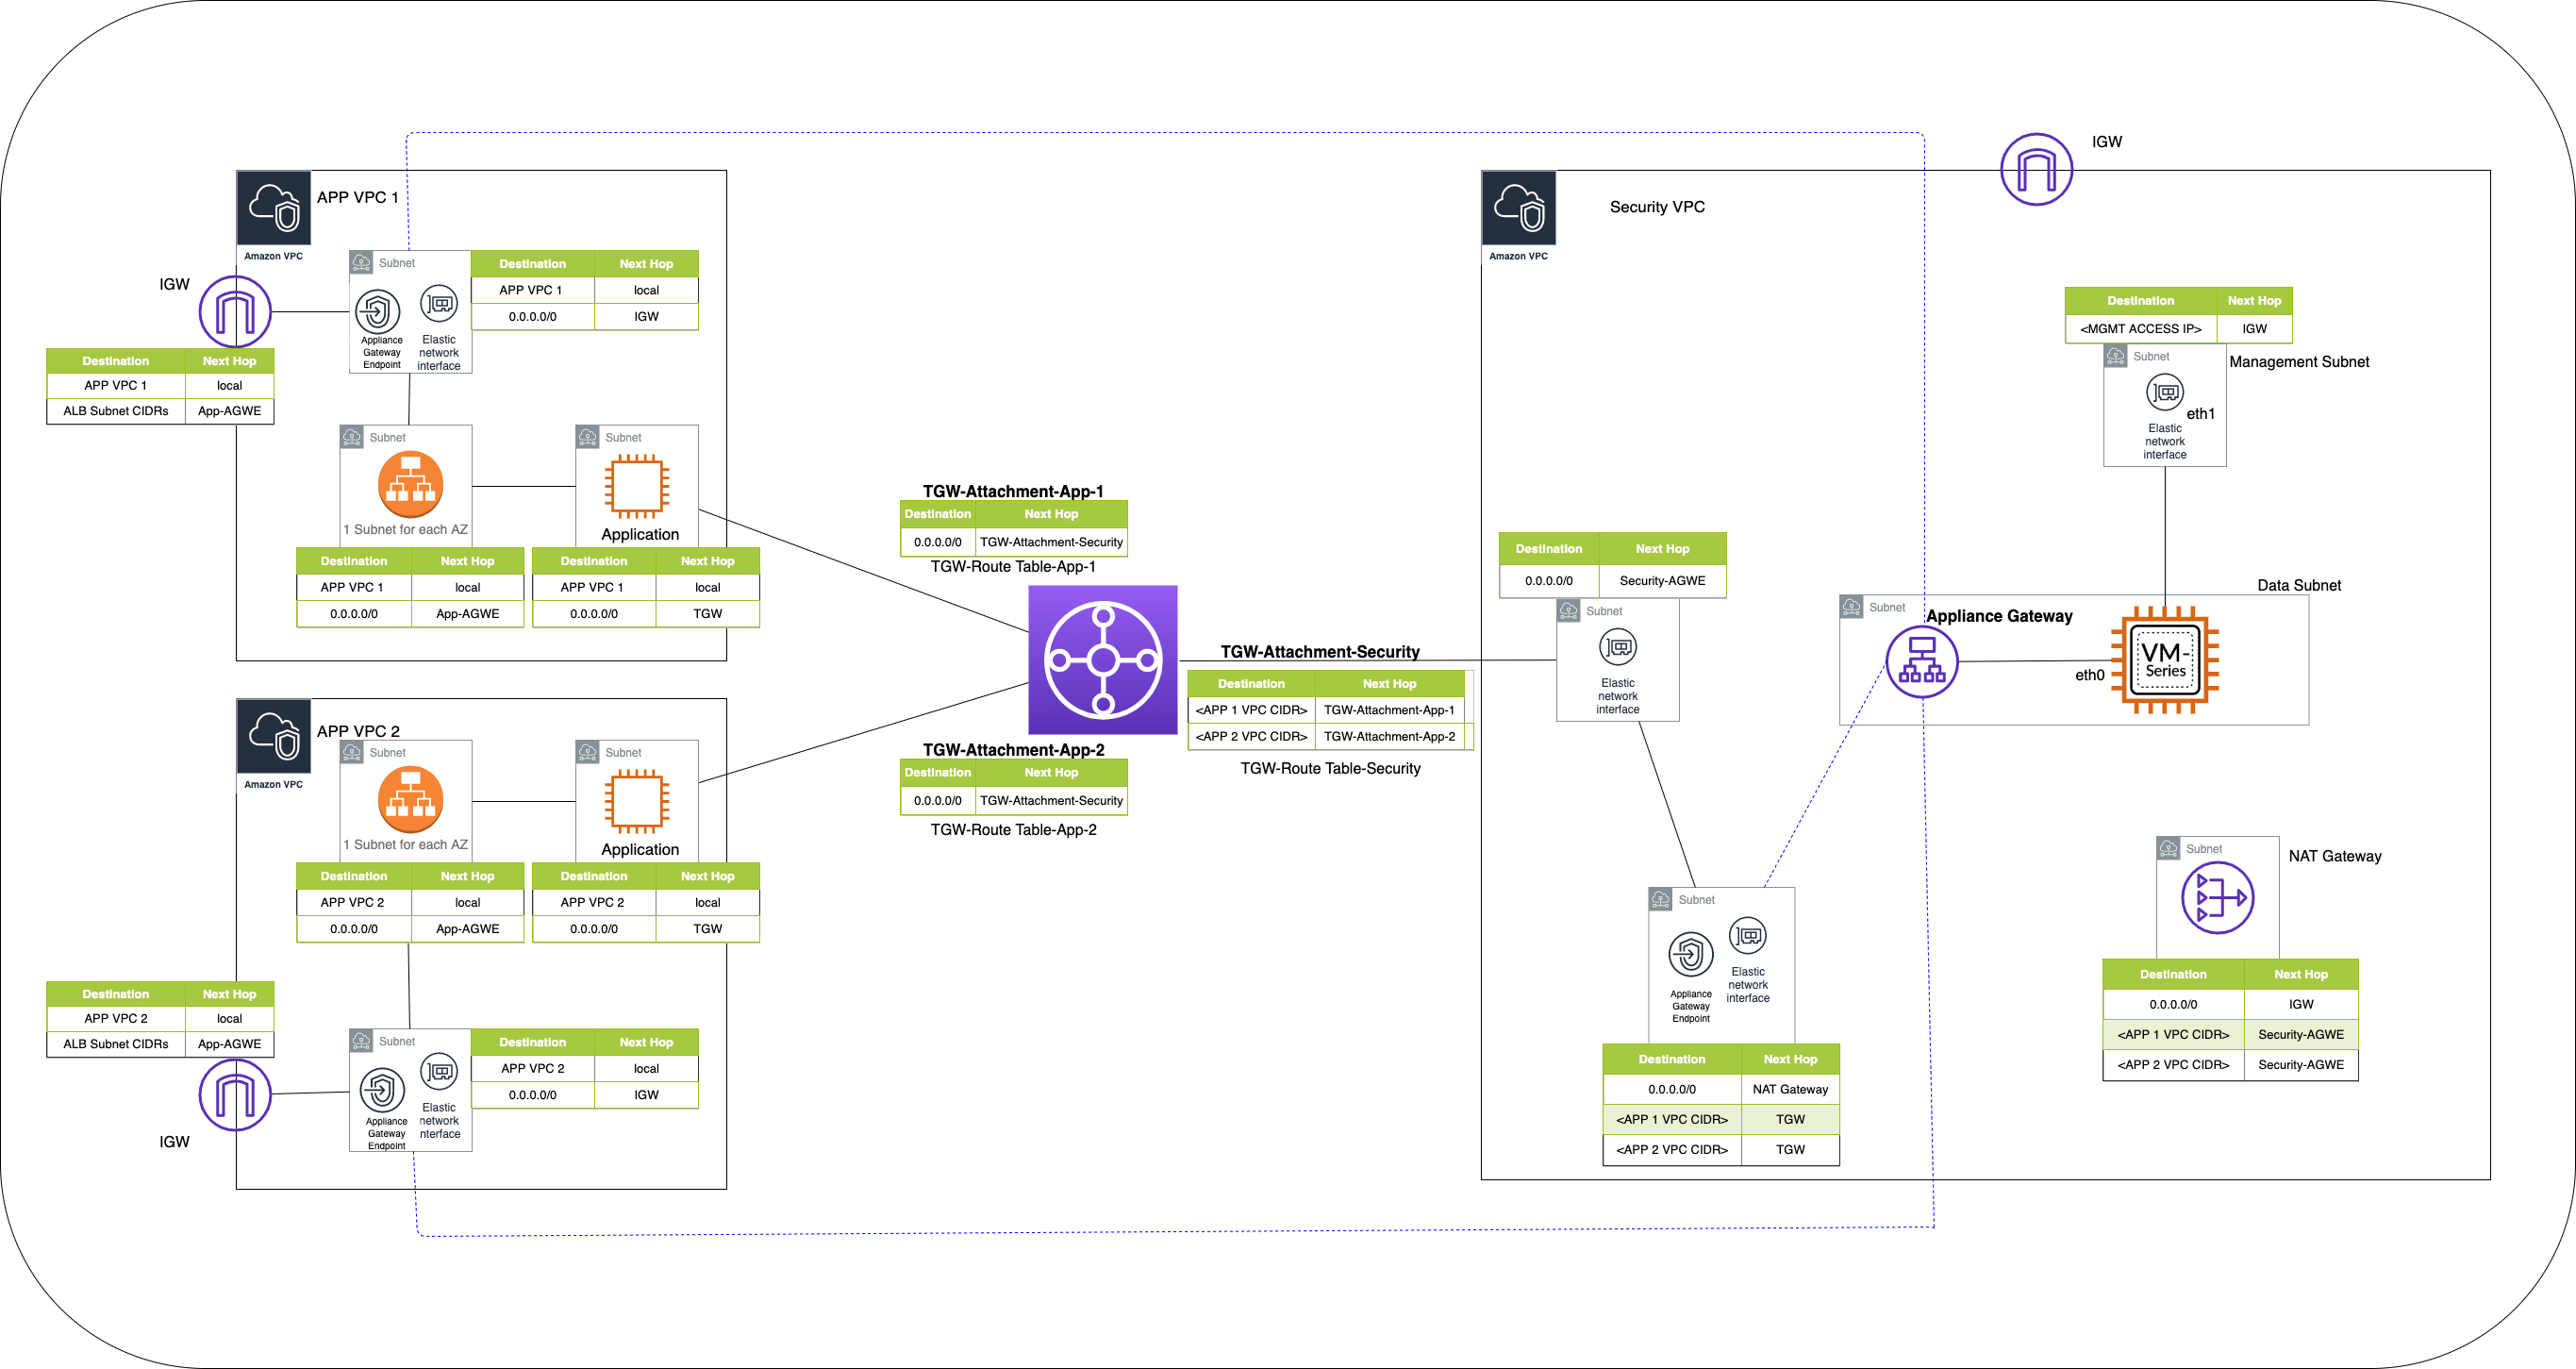 IGW
APP VPC 1
Security VPC
Amazon VPC
Amazon VPC
Subnet
Destination Next Hop
APP VPC 1 local
0.0.0.0/0 IGW
IGW
Appliance
Gateway
Endpoint
Elastic
network
interface
Destination Next Hop
APP VPC 1 local
ALB Subnet CIDRs App-AGWE
Subnet
1 Subnet for each AZ
Subnet
Application
Destination Next Hop
APP VPC 1 local
0.0.0.0/0 App-AGWE
Destination Next Hop
APP VPC 1 local
0.0.0.0/0 TGW
TGW-Attachment-App-1
Destination Next Hop
0.0.0.0/0 TGW-Attachment-Security
TGW-Route Table-App-1
TGW-Attachment-Security
Destination Next Hop
<APP 1 VPC CIDR> TGW-Attachment-App-1
<APP 2 VPC CIDR> TGW-Attachment-App-2
TGW-Route Table-Security
TGW-Attachment-App-2
Destination Next Hop
0.0.0.0/0 TGW-Attachment-Security
TGW-Route Table-App-2
APP VPC 2
Amazon VPC
Subnet
1 Subnet for each AZ
Subnet
Application
Destination Next Hop
APP VPC 2 local
0.0.0.0/0 App-AGWE
Destination Next Hop
APP VPC 2 local
0.0.0.0/0 TGW
Destination Next Hop
APP VPC 2 local
ALB Subnet CIDRs App-AGWE
IGW
Subnet
Appliance
Gateway
Endpoint
Elastic
network
nterface
Destination Next Hop
APP VPC 2 local
0.0.0.0/0 IGW
Destination Next Hop
<MGMT ACCESS IP> IGW
Subnet
Management Subnet
eth1
Elastic
network
interface
Destination Next Hop
0.0.0.0/0 Security-AGWE
Subnet
Elastic
network
interface
Data Subnet
Subnet
Appliance Gateway
eth0
VM-
Series
Subnet
Appliance
Gateway
Endpoint
Elastic
network
interface
Destination Next Hop
0.0.0.0/0 NAT Gateway
<APP 1 VPC CIDR> TGW
<APP 2 VPC CIDR> TGW
Subnet
NAT Gateway
Destination Next Hop
0.0.0.0/0 IGW
<APP 1 VPC CIDR> Security-AGWE
<APP 2 VPC CIDR> Security-AGWE